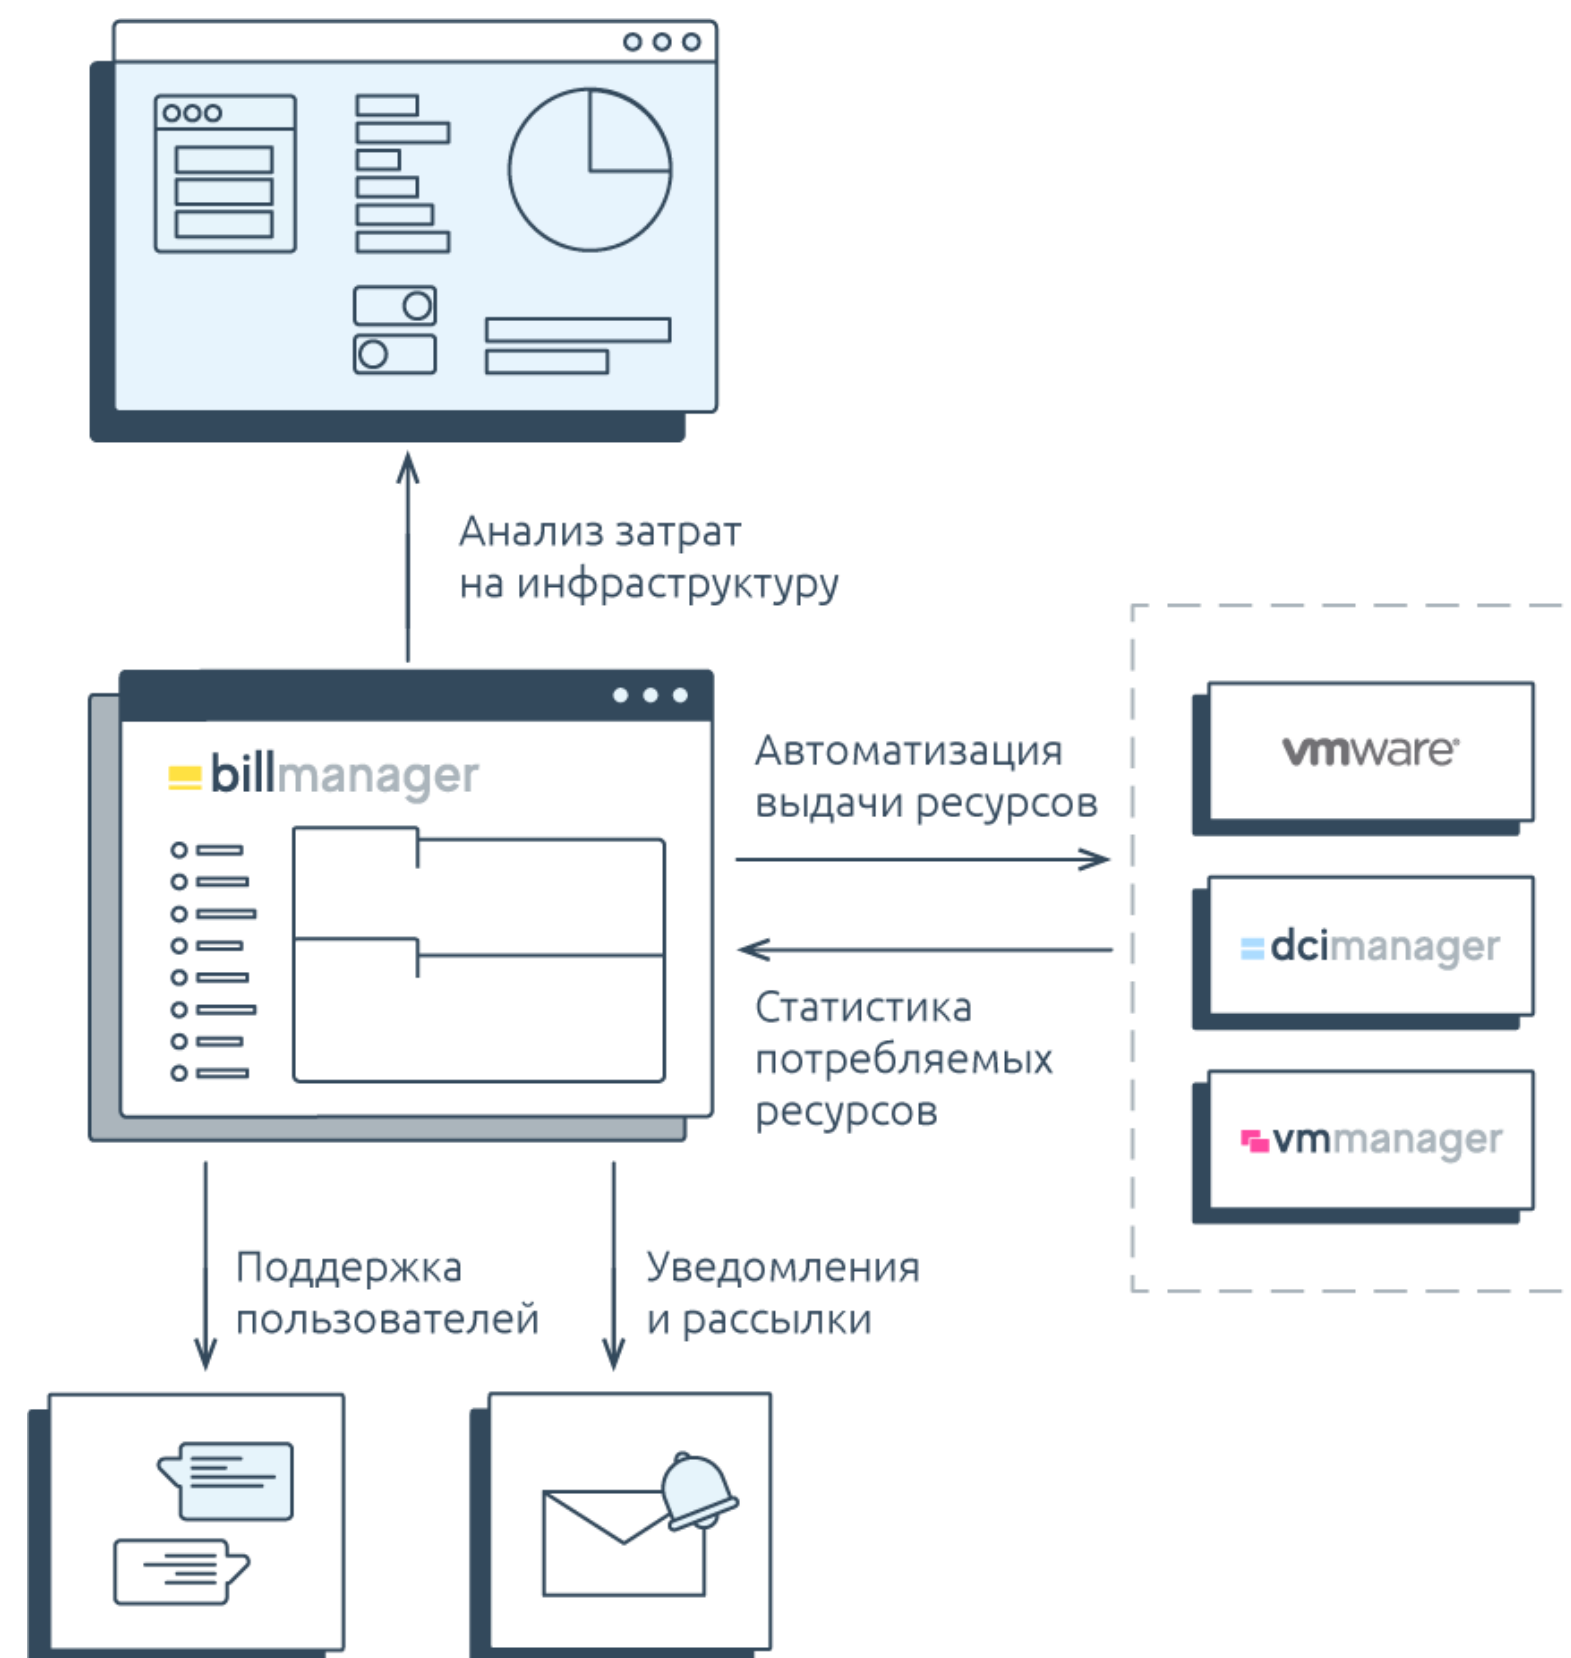 Анализ затрат
на инфраструктуру
billmanager
Автоматизация
выдачи ресурсов
Статистика
потребляемых
ресурсов
vmware®
dcimanager
vmmanager
Поддержка
пользователей
Уведомления
и рассылки